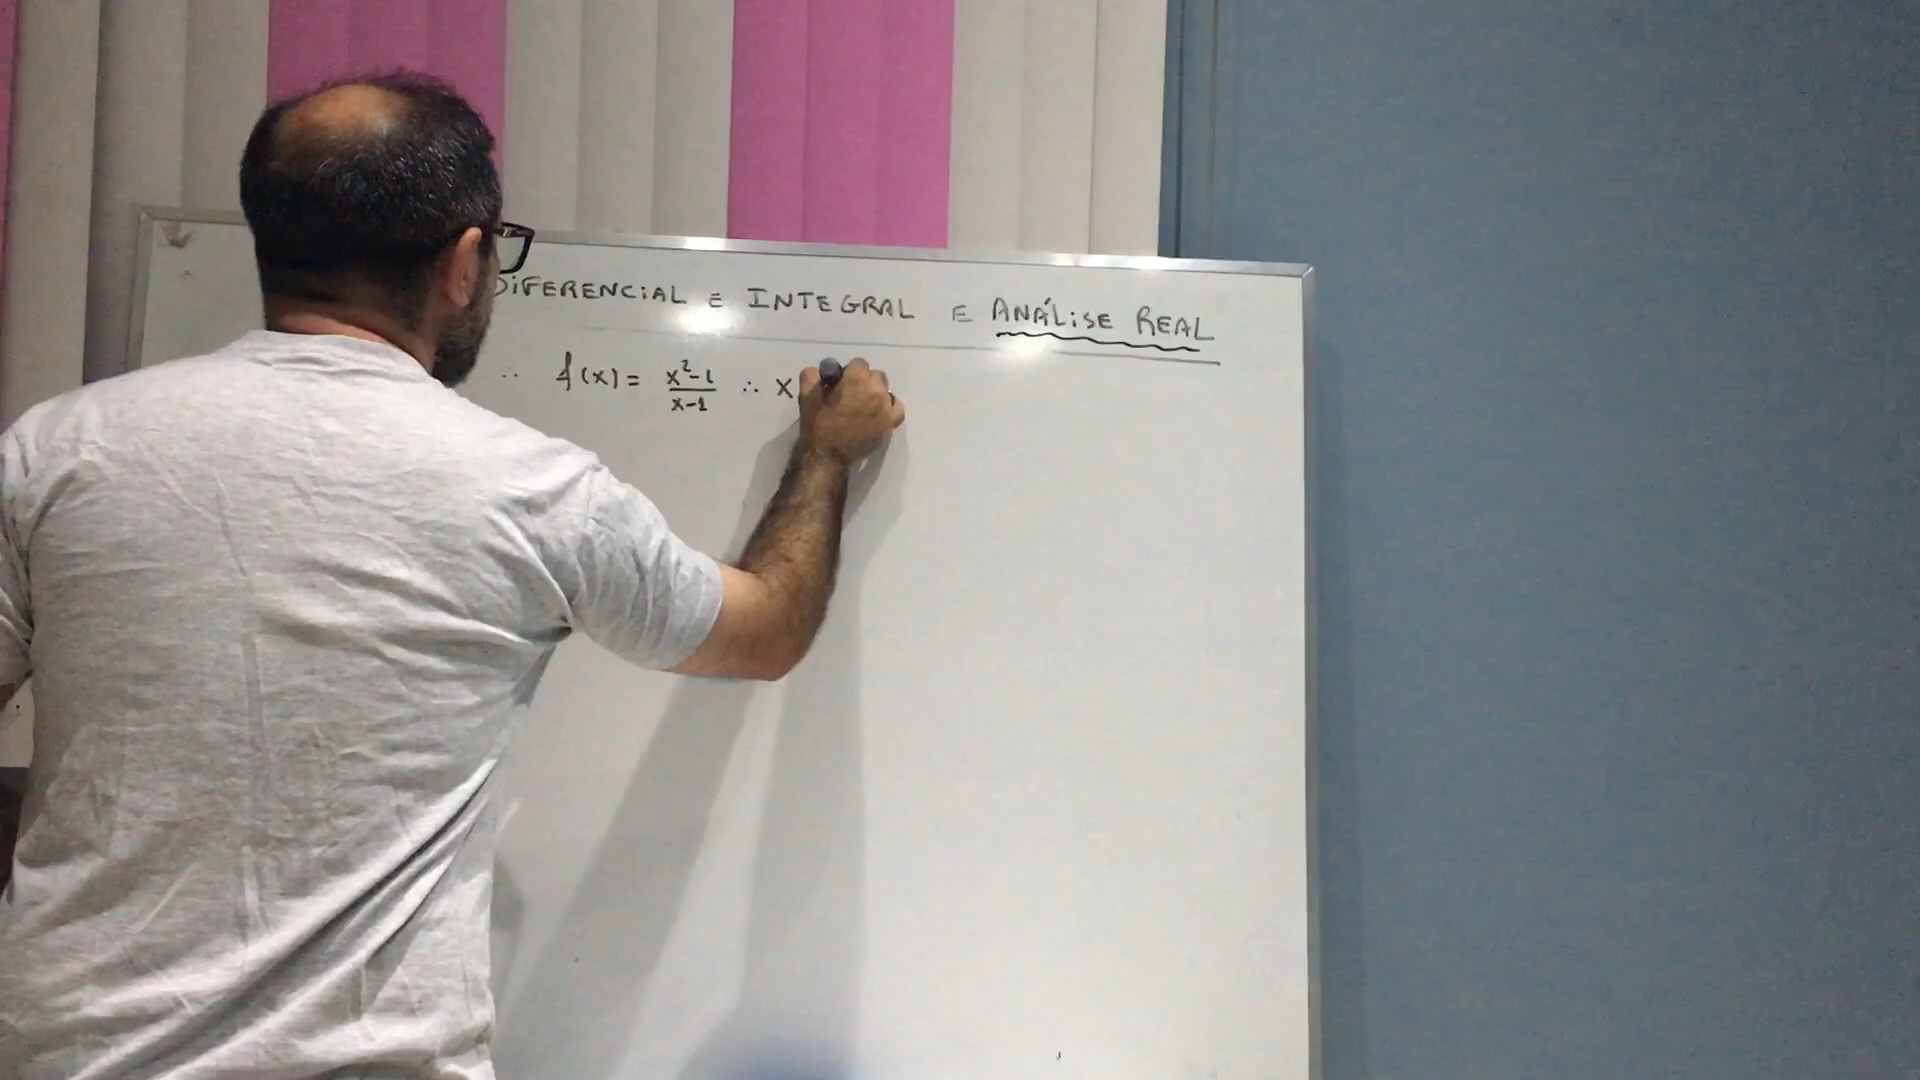 DIFERENCIAL E INTEGRAL E ANÁLISE REAL
∴ f(x) = x²-1/x-1 ∴ x